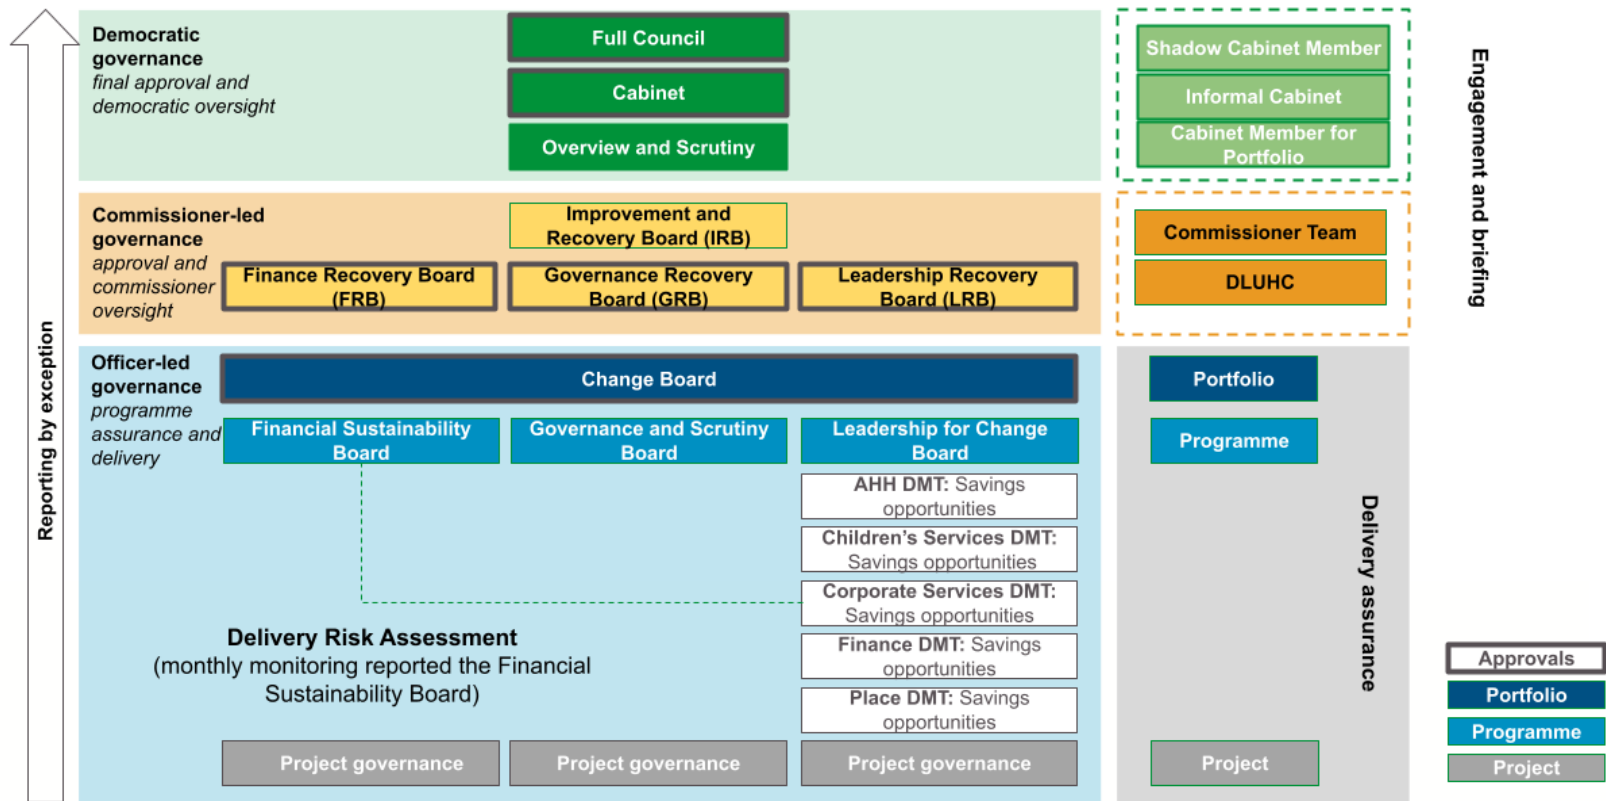 Democratic
governance
final approval and
democratic oversight
Full Council
Cabinet
Overview and Scrutiny
Shadow Cabinet Member
Informal Cabinet
Cabinet Member for
Portfolio
Engagement and briefing
Commissioner-led
governance
approval and
commissioner
oversight
Improvement and
Recovery Board (IRB)
Finance Recovery Board
(FRB)
Governance Recovery
Board (GRB)
Leadership Recovery
Board (LRB)
Commissioner Team
DLUHC
Reporting by exception
Officer-led
governance
programme
assurance and
delivery
Change Board
Financial Sustainability
Board
Governance and Scrutiny
Board
Leadership for Change
Board
AHH DMT: Savings
opportunities
Children's Services DMT:
Savings opportunities
Corporate Services DMT:
Savings opportunities
Finance DMT: Savings
opportunities
Place DMT: Savings
opportunities
Delivery Risk Assessment
(monthly monitoring reported the Financial
Sustainability Board)
Project governance
Project governance
Project governance
Portfolio
Programme
Delivery assurance
Project
Approvals
Portfolio
Programme
Project